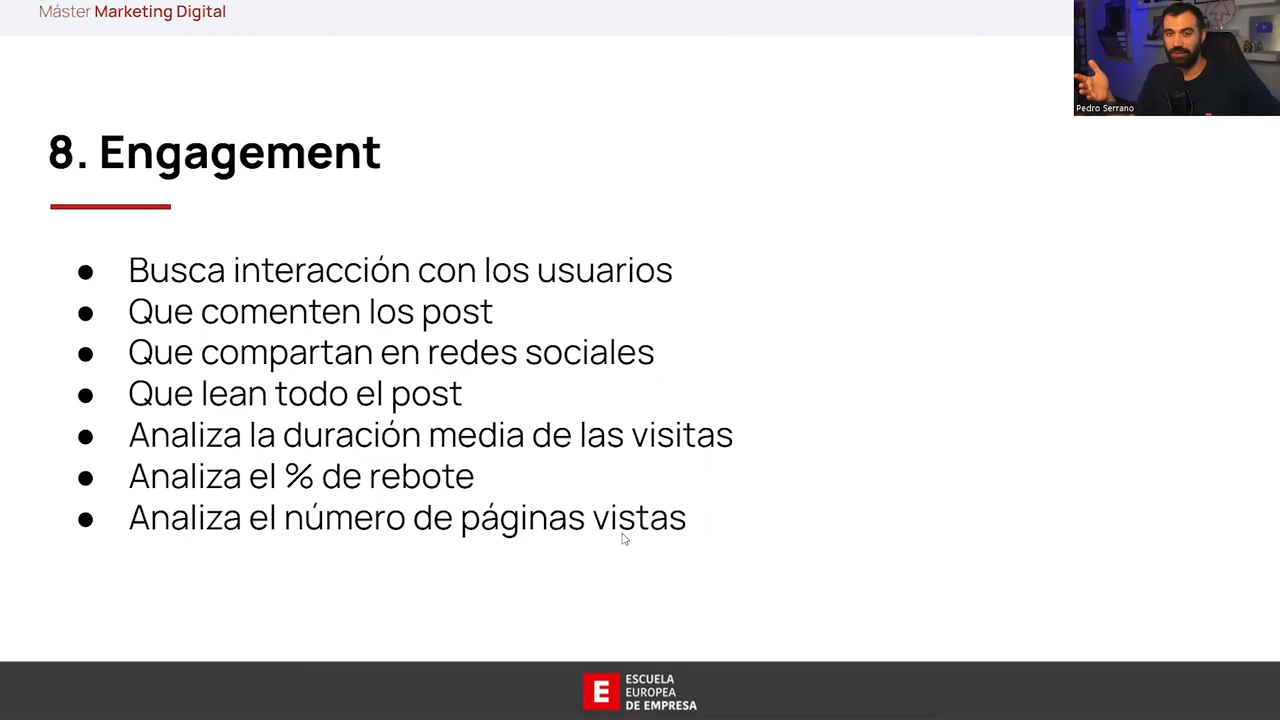 Máster Marketing Digital
Pedro Serrano
8. Engagement
● Busca interacción con los usuarios
● Que comenten los post
● Que compartan en redes sociales
● Que lean todo el post
● Analiza la duración media de las visitas
● Analiza el % de rebote
● Analiza el número de páginas vistas
E
ESCUELA
EUROPEA
DE EMPRESA